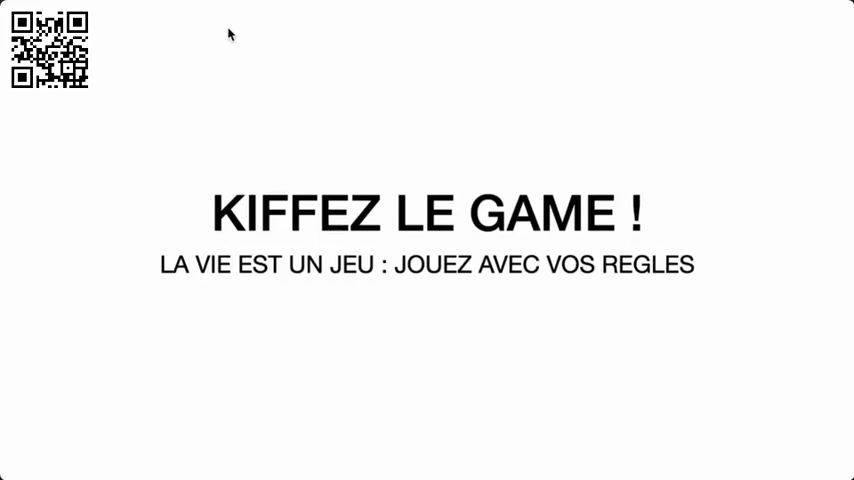 KIFFEZ LE GAME !
LA VIE EST UN JEU : JOUEZ AVEC VOS REGLES